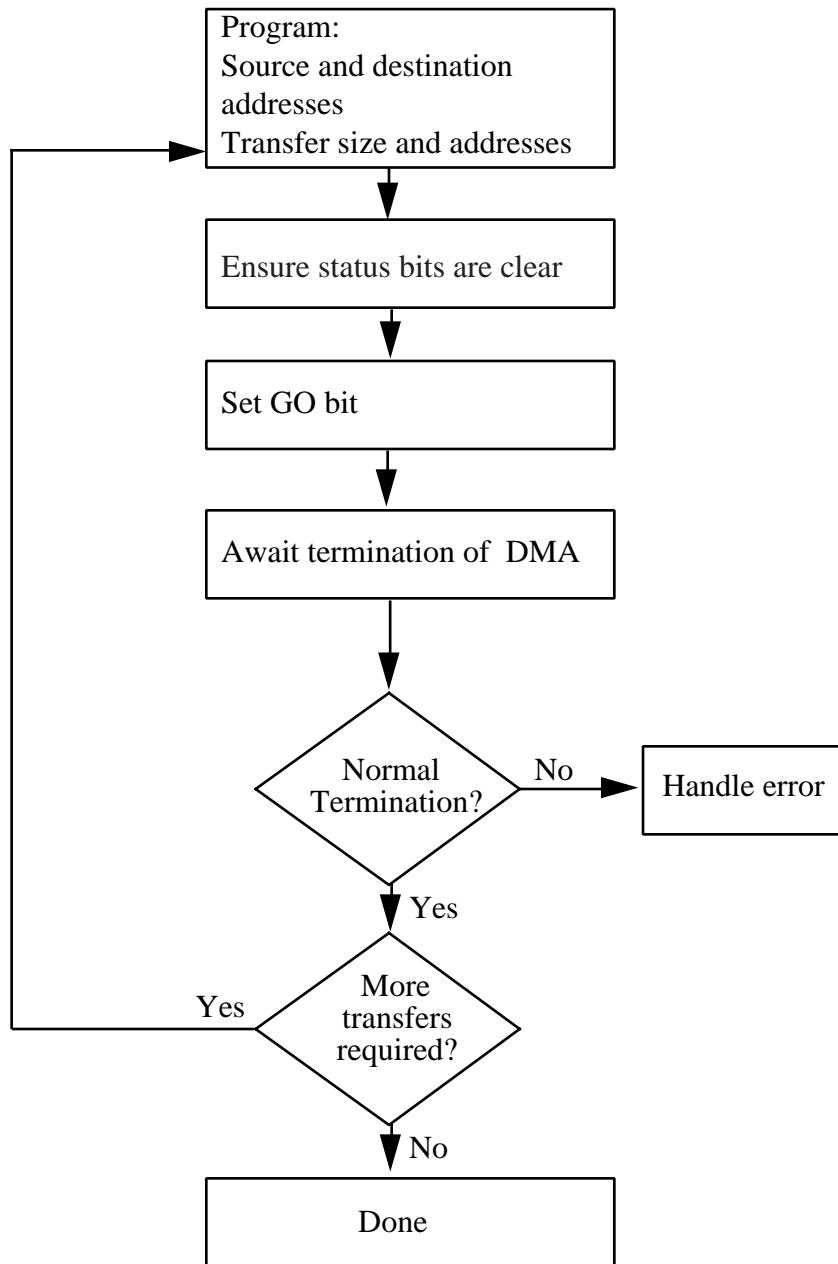 Program:
Source and destination
addresses
Transfer size and addresses
Ensure status bits are clear
Set GO bit
Await termination of  DMA
Normal
Termination?
No
Handle error
Yes
More
transfers
required?
Yes
No
Done